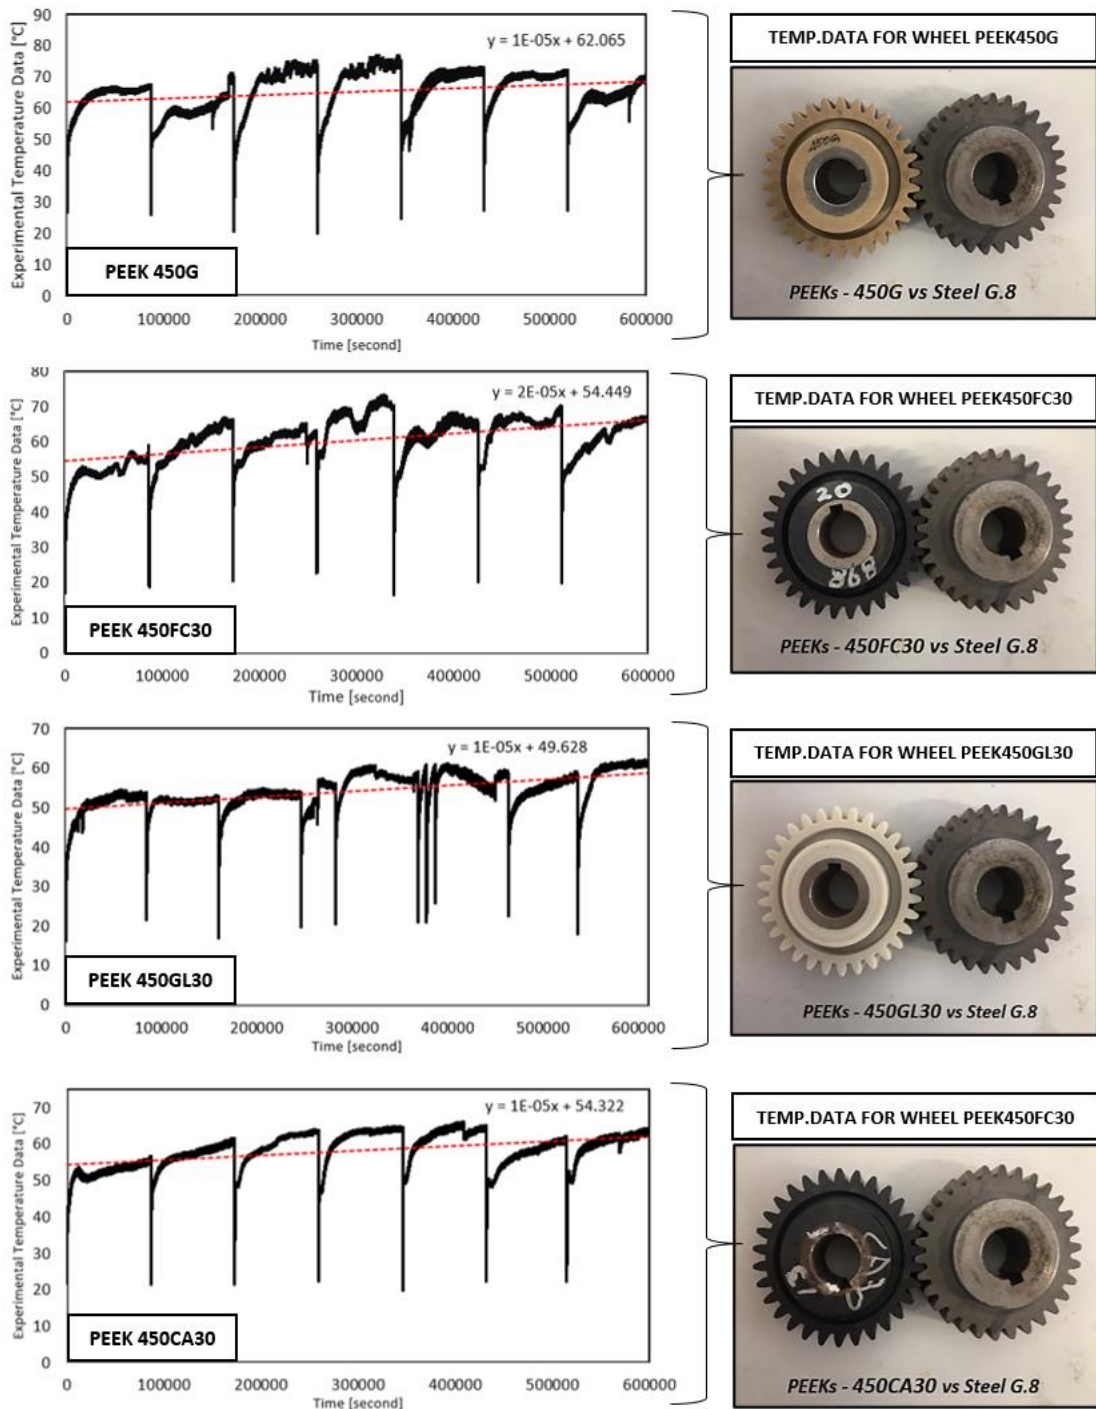 Experimental Temperature Data [°C]
90
80
70
60
50
40
30
20
10
0
y = 1E-05x + 62.065
PEEK 450G
0 100000 200000 300000 400000 500000 600000
Time [second]
TEMP.DATA FOR WHEEL PEEK450G
450G
PEEKs - 450G vs Steel G.8
Experimental Temperature Data [°C]
80
70
60
50
40
30
20
10
0
y = 2E-05x + 54.449
PEEK 450FC30
0 100000 200000 300000 400000 500000 600000
Time [second]
TEMP.DATA FOR WHEEL PEEK450FC30
20
PEEKs - 450FC30 vs Steel G.8
Experimental Temperature Data [°C]
70
60
50
40
30
20
10
0
y = 1E-05x + 49.628
PEEK 450GL30
0 100000 200000 300000 400000 500000 600000
Time [second]
TEMP.DATA FOR WHEEL PEEK450GL30
PEEKs - 450GL30 vs Steel G.8
Experimental Temperature Data [°C]
70
60
50
40
30
20
10
0
y = 1E-05x + 54.322
PEEK 450CA30
0 100000 200000 300000 400000 500000 600000
Time [second]
TEMP.DATA FOR WHEEL PEEK450FC30
PEEKs - 450CA30 vs Steel G.8